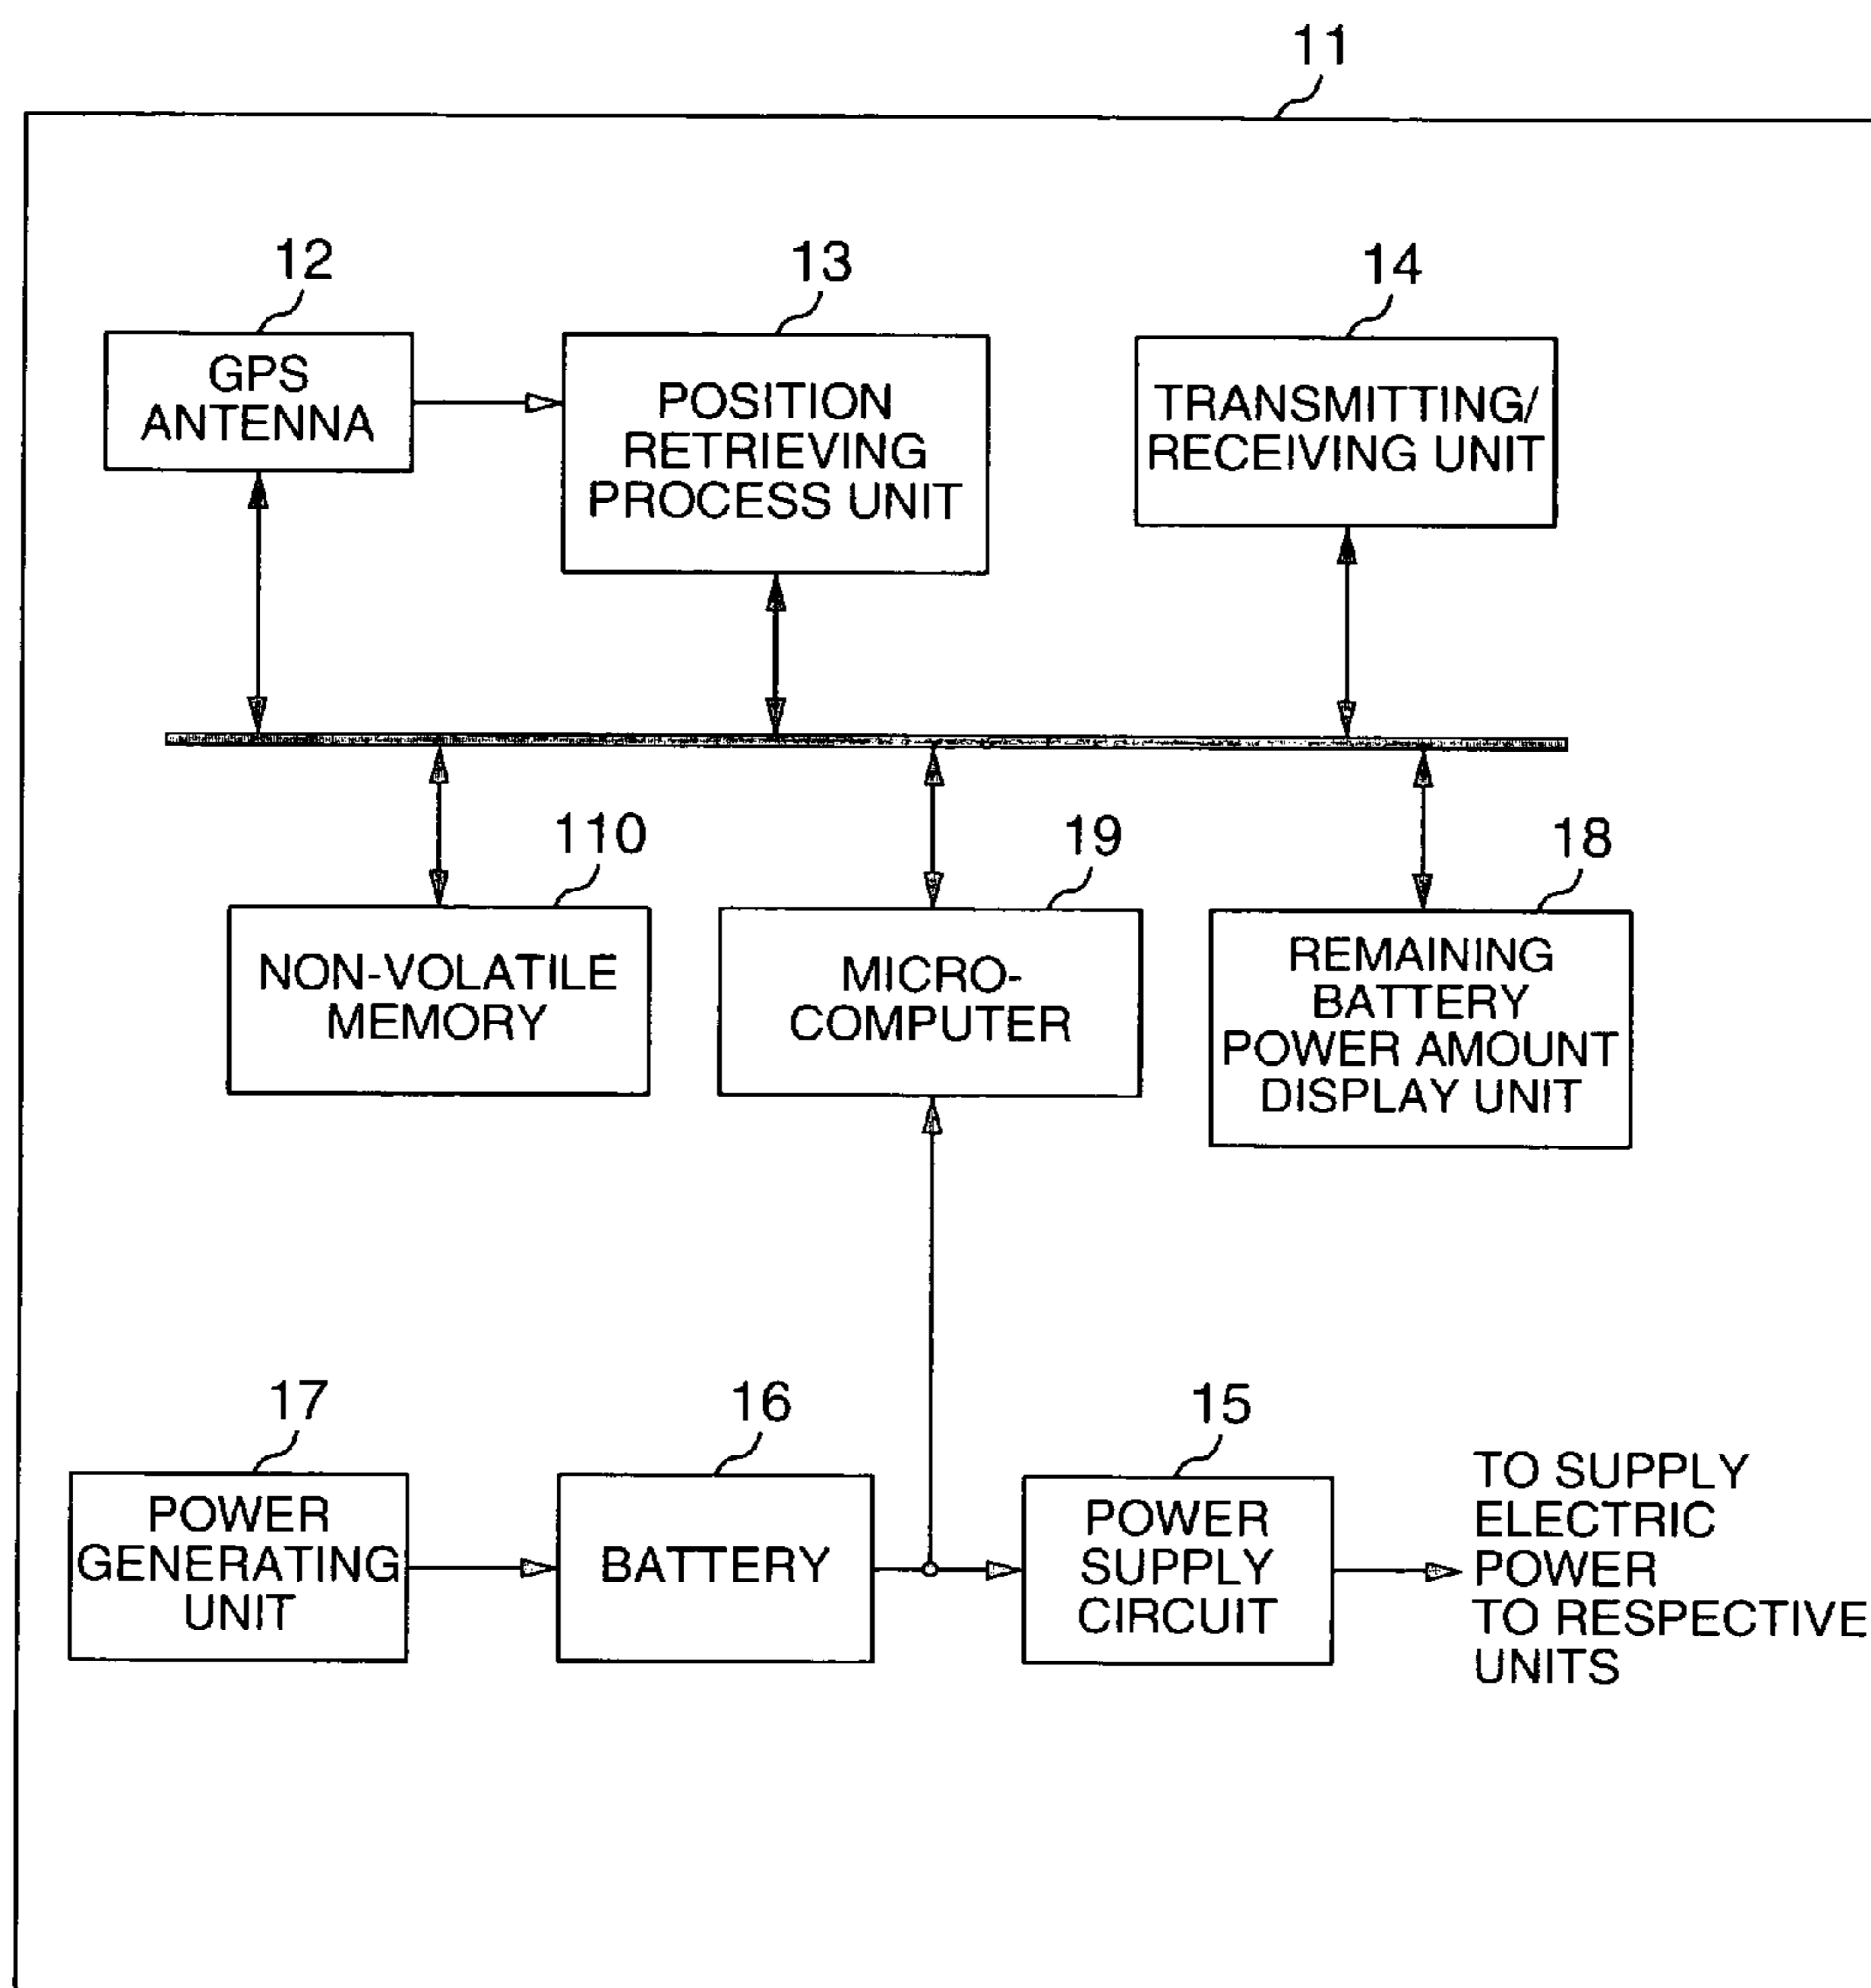 11
12
13
14
GPS
ANTENNA
POSITION
RETRIEVING
PROCESS UNIT
TRANSMITTING/
RECEIVING UNIT
110
19
18
NON-VOLATILE
MEMORY
MICRO-
COMPUTER
REMAINING
BATTERY
POWER AMOUNT
DISPLAY UNIT
17
16
15
POWER
GENERATING
UNIT
BATTERY
POWER
SUPPLY
CIRCUIT
TO SUPPLY
ELECTRIC
POWER
TO RESPECTIVE
UNITS